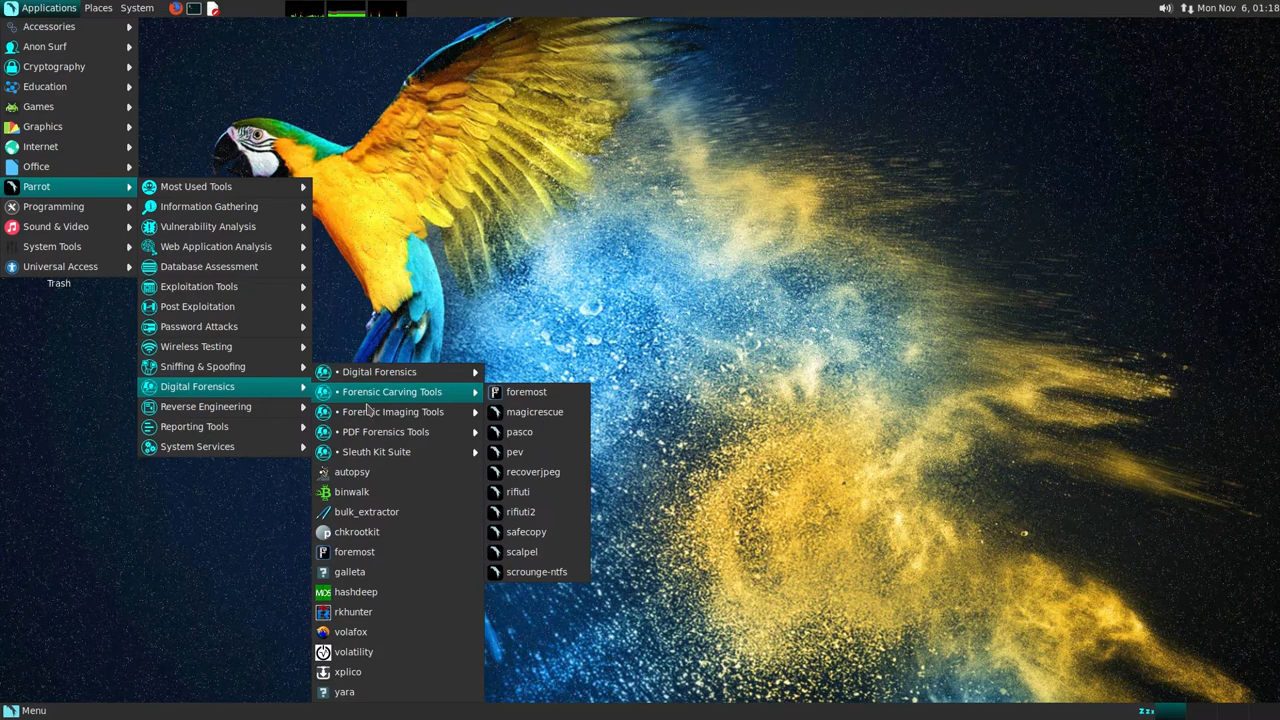 Applications Places System
Mon Nov 6, 01:18
Accessories
Anon Surf
Cryptography
Education
Games
Graphics
Internet
Office
Parrot
Programming
Sound & Video
System Tools
Universal Access
Trash
Most Used Tools
Information Gathering
Vulnerability Analysis
Web Application Analysis
Database Assessment
Exploitation Tools
Post Exploitation
Password Attacks
Wireless Testing
Sniffing & Spoofing
Digital Forensics
Reverse Engineering
Reporting Tools
System Services
• Digital Forensics
• Forensic Carving Tools
• Forensic Imaging Tools
• PDF Forensics Tools
• Sleuth Kit Suite
autopsy
binwalk
bulk_extractor
chkrootkit
foremost
galleta
hashdeep
rkhunter
volafox
volatility
xplico
yara
foremost
magicrescue
pasco
pev
recoverjpeg
rifiuti
rifiuti2
safecopy
scalpel
scrounge-ntfs
Menu